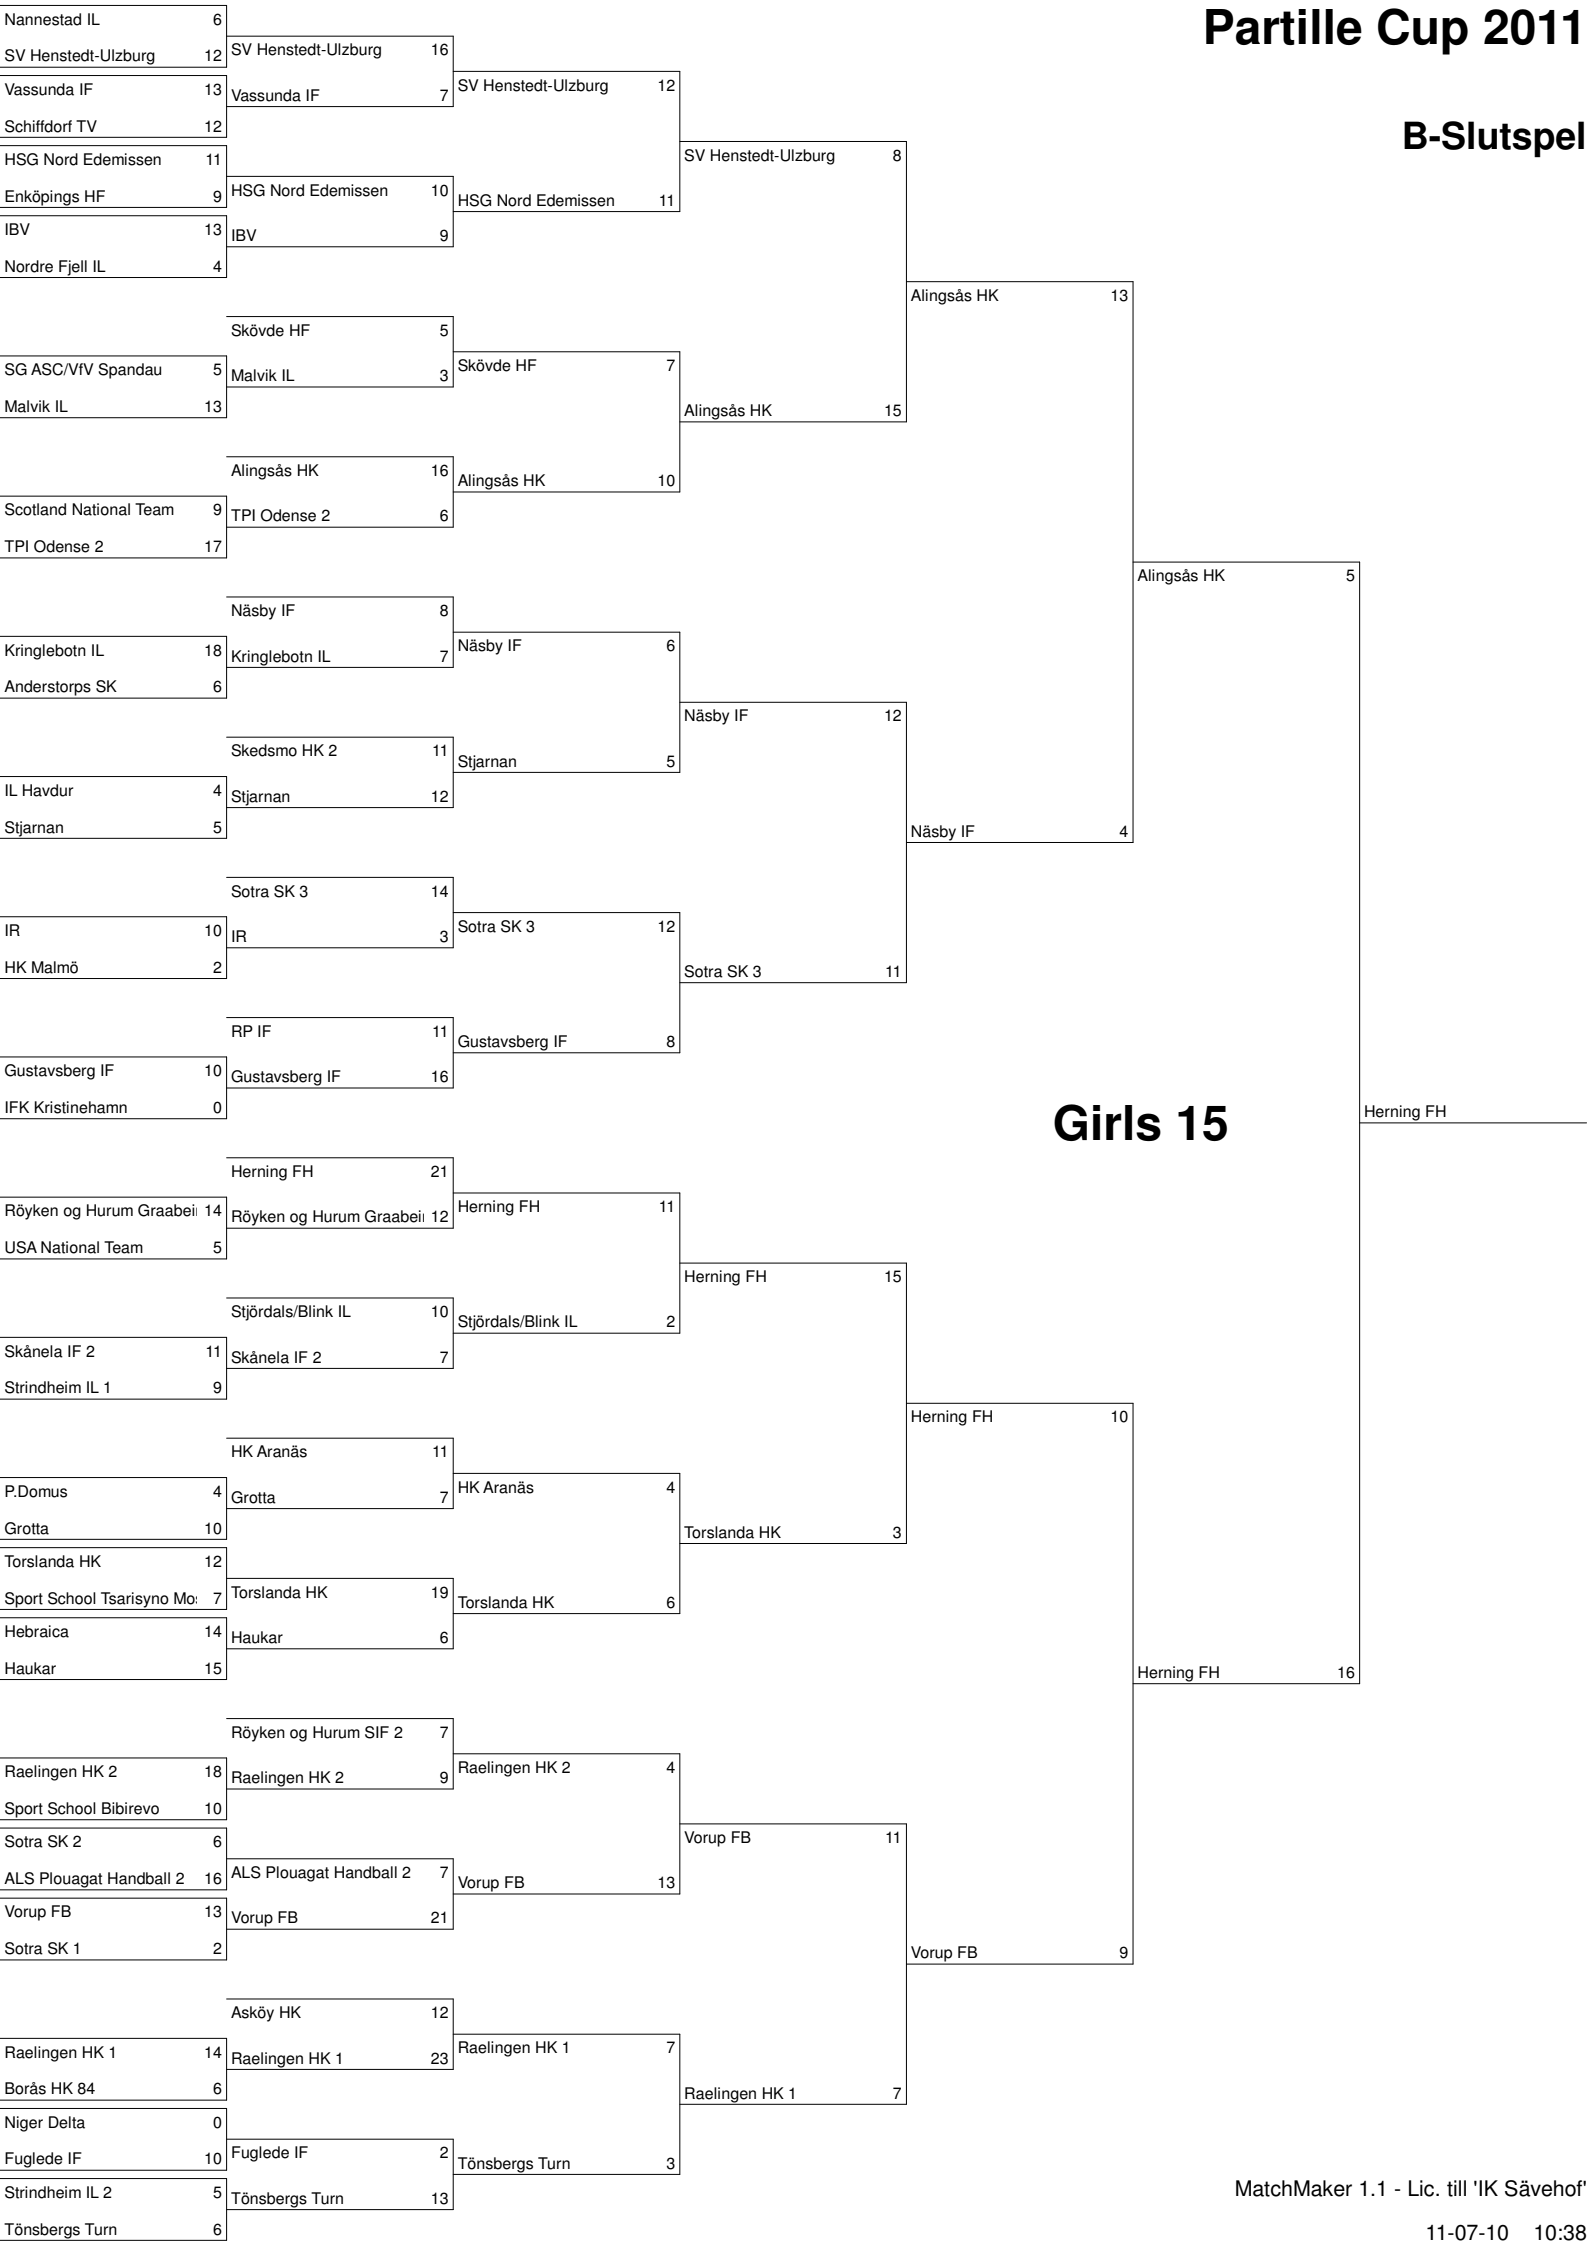 Partille Cup 2011
B-Slutspel
Nannestad IL 6
SV Henstedt-Ulzburg 12
Vassunda IF 13
Schiffdorf TV 12
HSG Nord Edemissen 11
Enköpings HF 9
IBV 13
Nordre Fjell IL 4
SG ASC/VfV Spandau 5
Malvik IL 13
Scotland National Team 9
TPI Odense 2 17
Kringlebotn IL 18
Anderstorps SK 6
IL Havdur 4
Stjarnan 5
IR 10
HK Malmö 2
Gustavsberg IF 10
IFK Kristinehamn 0
Röyken og Hurum Graabei 14
USA National Team 5
Skånela IF 2 11
Strindheim IL 1 9
P.Domus 4
Grotta 10
Torslanda HK 12
Sport School Tsarisyno Mos 7
Hebraica 14
Haukar 15
Raelingen HK 2 18
Sport School Bibirevo 10
Sotra SK 2 6
ALS Plouagat Handball 2 16
Vorup FB 13
Sotra SK 1 2
Raelingen HK 1 14
Borås HK 84 6
Niger Delta 0
Fuglede IF 10
Strindheim IL 2 5
Tönsbergs Turn 6
SV Henstedt-Ulzburg 16
Vassunda IF 7
HSG Nord Edemissen 10
IBV 9
Skövde HF 5
Malvik IL 3
Alingsås HK 16
TPI Odense 2 6
Näsby IF 8
Kringlebotn IL 7
Skedsmo HK 2 11
Stjarnan 12
Sotra SK 3 14
IR 3
RP IF 11
Gustavsberg IF 16
Herning FH 21
Röyken og Hurum Graabei 12
Stjördals/Blink IL 10
Skånela IF 2 7
HK Aranäs 11
Grotta 7
Torslanda HK 19
Haukar 6
Röyken og Hurum SIF 2 7
Raelingen HK 2 9
ALS Plouagat Handball 2 7
Vorup FB 21
Asköy HK 12
Raelingen HK 1 23
Fuglede IF 2
Tönsbergs Turn 13
SV Henstedt-Ulzburg 12
HSG Nord Edemissen 11
Skövde HF 7
Alingsås HK 10
Näsby IF 6
Stjarnan 5
Sotra SK 3 12
Gustavsberg IF 8
Herning FH 11
Stjördals/Blink IL 2
HK Aranäs 4
Torslanda HK 6
Raelingen HK 2 4
Vorup FB 13
Raelingen HK 1 7
Tönsbergs Turn 3
SV Henstedt-Ulzburg 8
Alingsås HK 15
Näsby IF 12
Sotra SK 3 11
Herning FH 15
Torslanda HK 3
Vorup FB 11
Raelingen HK 1 7
Alingsås HK 13
Näsby IF 4
Herning FH 10
Vorup FB 9
Alingsås HK 5
Herning FH 16
Girls 15
Herning FH
MatchMaker 1.1 - Lic. till 'IK Sävehof'
11-07-10 10:38